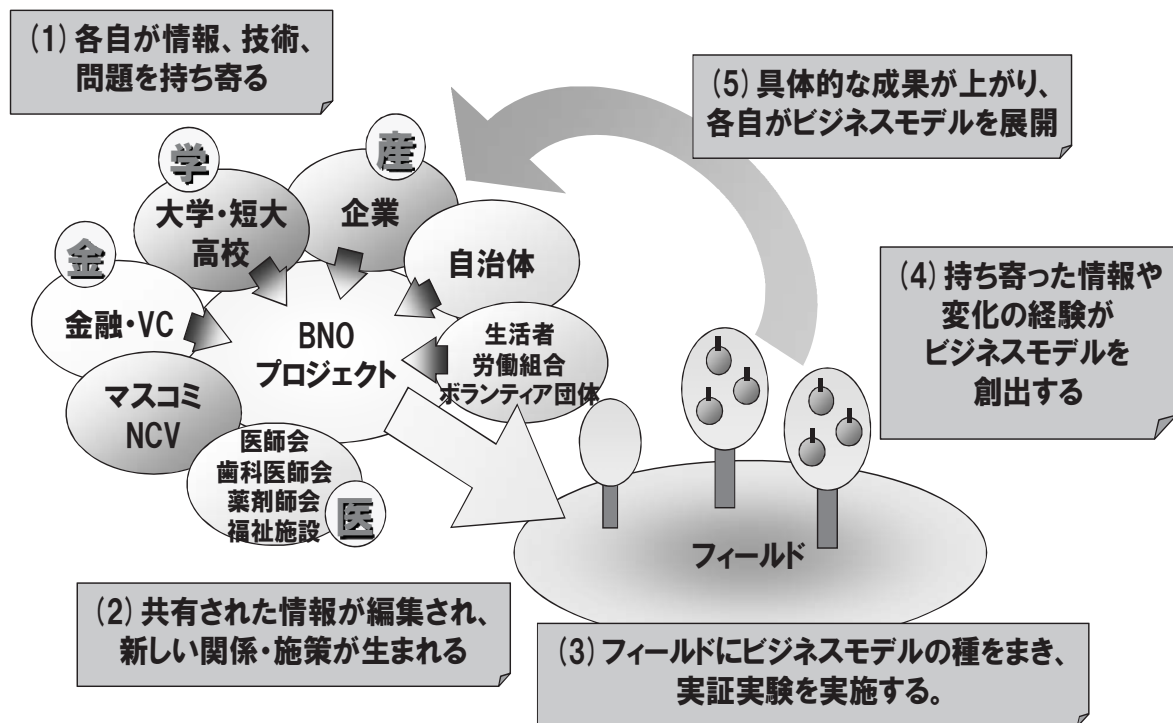 (1) 各自が情報、技術、
問題を持ち寄る
(5) 具体的な成果が上がり、
各自がビジネスモデルを展開
学
大学・短大
高校
産
企業
自治体
金
金融・VC
BNO
プロジェクト
生活者
労働組合
ボランティア団体
マスコミ
NCV
医師会
歯科医師会
薬剤師会
福祉施設
医
(4) 持ち寄った情報や
変化の経験が
ビジネスモデルを
創出する
フィールド
(2) 共有された情報が編集され、
新しい関係・施策が生まれる
(3) フィールドにビジネスモデルの種をまき、
実証実験を実施する。